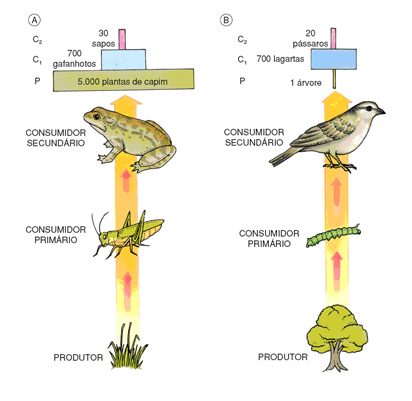 A
C₂
30
sapos
700
gafanhotos
C₁
P
5.000 plantas de capim
CONSUMIDOR
SECUNDÁRIO
CONSUMIDOR
PRIMÁRIO
PRODUTOR
B
C₂
20
pássaros
C₁
700 lagartas
P
1 árvore
CONSUMIDOR
SECUNDÁRIO
CONSUMIDOR
PRIMÁRIO
PRODUTOR